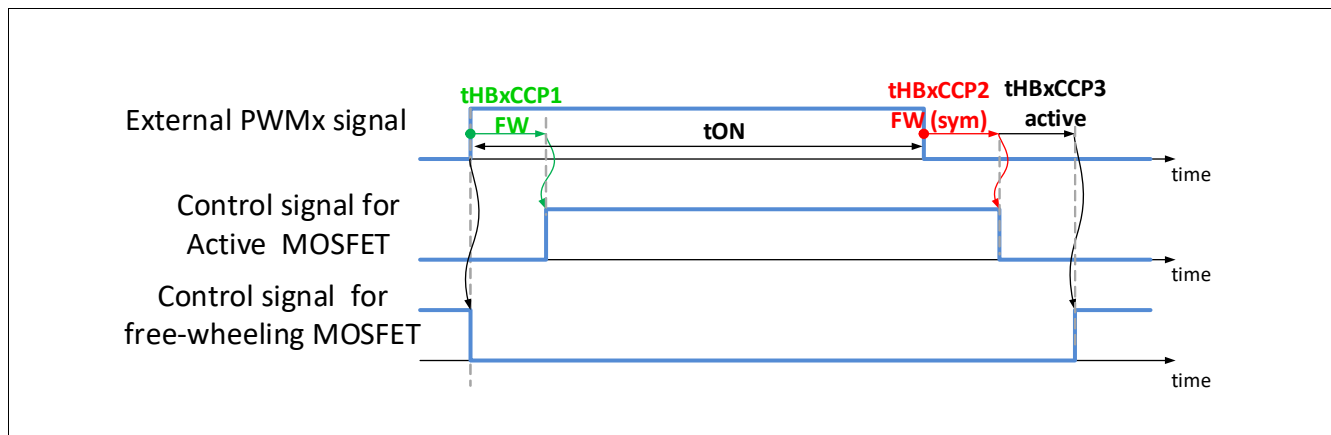 External PWMx signal
tHBxCCP1
FW
tON
tHBxCCP2
FW (sym)
tHBxCCP3
active
time
Control signal for
Active MOSFET
time
Control signal for
free-wheeling MOSFET
time